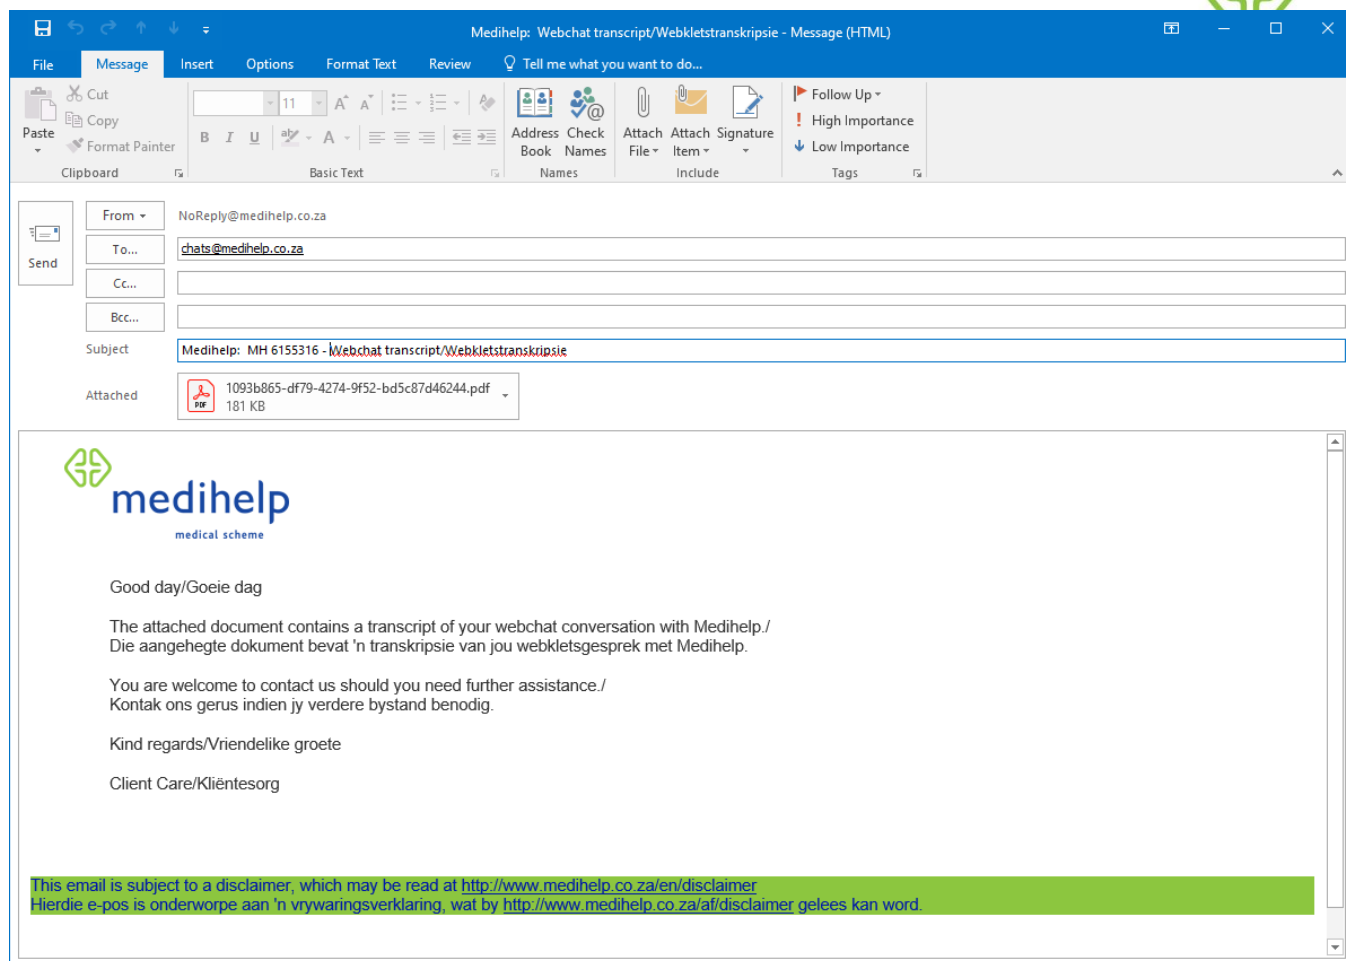 Medihelp: Webchat transcript/Webkletstranskripsie - Message (HTML)
File Message Insert Options Format Text Review Tell me what you want to do...
Paste
Cut
Copy
Format Painter
Clipboard
11
B I U
Basic Text
Address Book
Check Names
Names
Attach File
Attach Item
Signature
Include
Follow Up
High Importance
Low Importance
Tags
Send
From NoReply@medihelp.co.za
To... chats@medihelp.co.za
Cc...
Bcc...
Subject Medihelp: MH 6155316 - Webchat transcript/Webkletstranskripsie
Attached PDF 1093b865-df79-4274-9f52-bd5c87d46244.pdf
181 KB
medihelp
medical scheme
Good day/Goeie dag
The attached document contains a transcript of your webchat conversation with Medihelp./
Die aangehegte dokument bevat 'n transkripsie van jou webkletsgesprek met Medihelp.
You are welcome to contact us should you need further assistance./
Kontak ons gerus indien jy verdere bystand benodig.
Kind regards/Vriendelike groete
Client Care/Kliëntesorg
This email is subject to a disclaimer, which may be read at http://www.medihelp.co.za/en/disclaimer
Hierdie e-pos is onderworpe aan 'n vrywaringsverklaring, wat by http://www.medihelp.co.za/af/disclaimer gelees kan word.